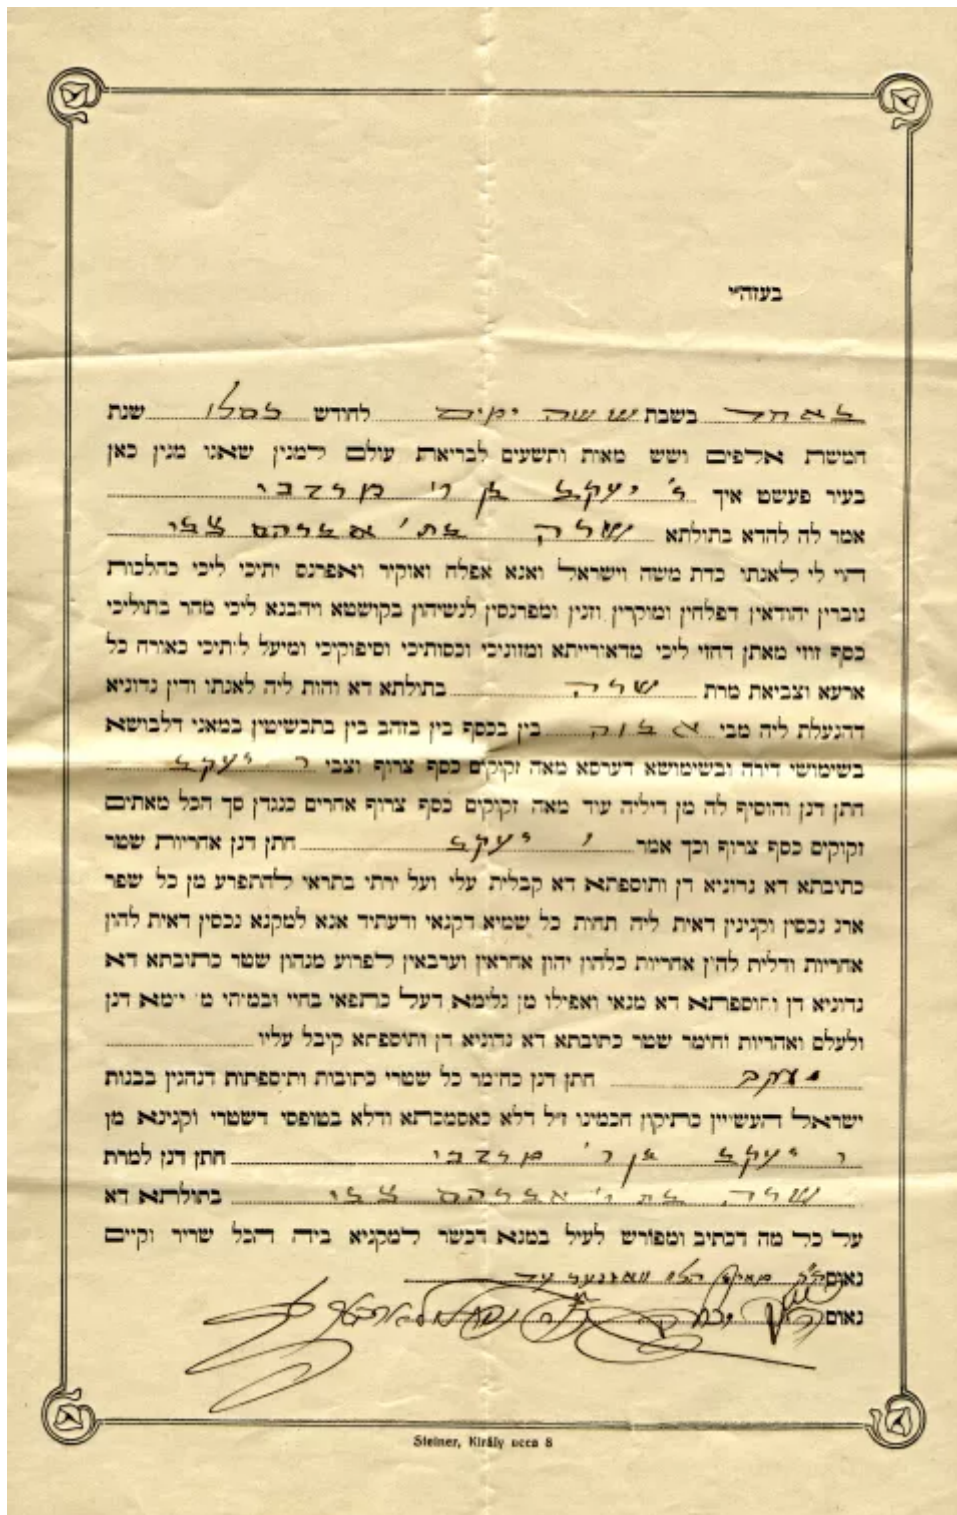 בעזה״י
באחד בשבת ששה ימים לחודש כסלו שנת
חמשת אלפים ושש מאות ותשעים לבריאת עולם למנין שאנו מנין כאן
בעיר פעשט איך ר' יעקב בן ר' מרדכי
אמר לה להדא בתולתא שרה בת ר' אברהם צבי
הוי לי לאנתו כדת משה וישראל ואנא אפלח ואוקיר ואפרנס יתיכי ליכי כהלכות
גוברין יהודאין דפלחין ומוקרין וזנין ומפרנסין לנשיהון בקושטא ויהבנא ליכי מהר בתוליכי
כסף זוזי מאתן דחזי ליכי מדאורייתא ומזוניכי וכסותיכי וסיפוקיכי ומיעל לותיכי כאורח כל
ארעא וצביאת מרת שרה בתולתא דא והות ליה לאנתו ודין נדוניא
דהנעלת ליה מבי אבוה בין בכסף בין בזהב בין בתכשיטין במאני דלבושא
בשימושי דירה ובשימושא דערסא מאה זקוקים כסף צרוף וצבי ר יעקב
חתן דנן והוסיף לה מן דיליה עוד מאה זקוקים כסף צרוף אחרים כנגדן סך הכל מאתים
זקוקים כסף צרוף וכך אמר ר יעקב חתן דנן אחריות שטר
כתובתא דא נדוניא דן ותוספתא דא קבלית עלי ועל ירתי בתראי להתפרע מן כל שפר
ארג נכסין וקנינין דאית ליה תחות כל שמיא דקנאי ודעתיד אנא למקנא נכסין דאית להון
אחריות ודלית להון אחריות כלהון יהון אחראין וערבאין לפרוע מנהון שטר כתובתא דא
נדוניא דן ותוספתא דא מנאי ואפילו מן גלימא דעל כתפאי בחיי ובמותי מן יומא דנן
ולעלם ואחריות וחומר שטר כתובתא דא נדוניא דן ותוספתא קיבל עליו
יעקב חתן דנן כחומר כל שטרי כתובות ותוספתות דנהגין בבנות
ישראל העשויין כתיקון חכמינו ז״ל דלא כאסמכתא ודלא בטופסי דשטרי וקנינא מן
ר יעקב בן ר' מרדכי חתן דנן למרת
שרה בת ר' אברהם צבי בתולתא דא
על כל מה דכתיב ומפורש לעיל במנא דכשר למקניא ביה הכל שריר וקים
נאום הלוי עד
נאום
Steiner, Király ucca 8